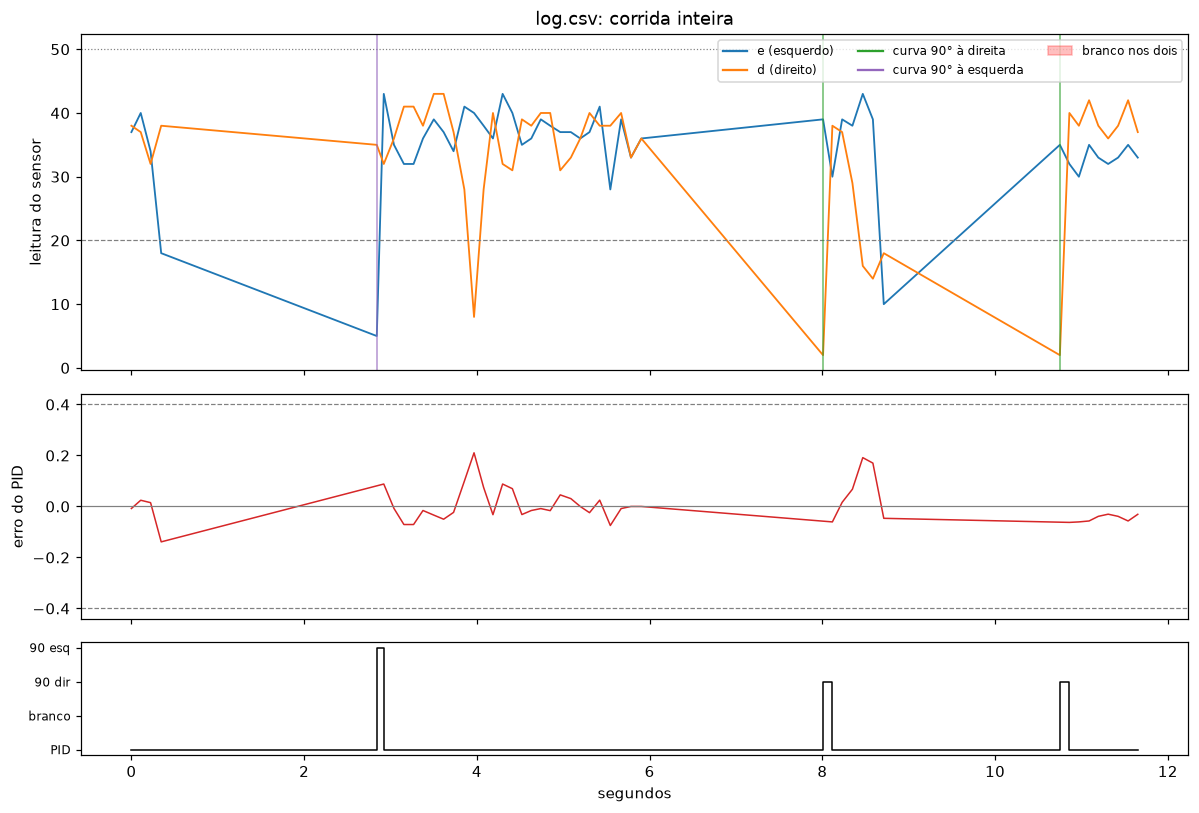 log.csv: corrida inteira
e (esquerdo)
d (direito)
curva 90° à direita
curva 90° à esquerda
branco nos dois
leitura do sensor
50
40
30
20
10
0
erro do PID
0.4
0.2
0.0
−0.2
−0.4
90 esq
90 dir
branco
PID
0 2 4 6 8 10 12
segundos